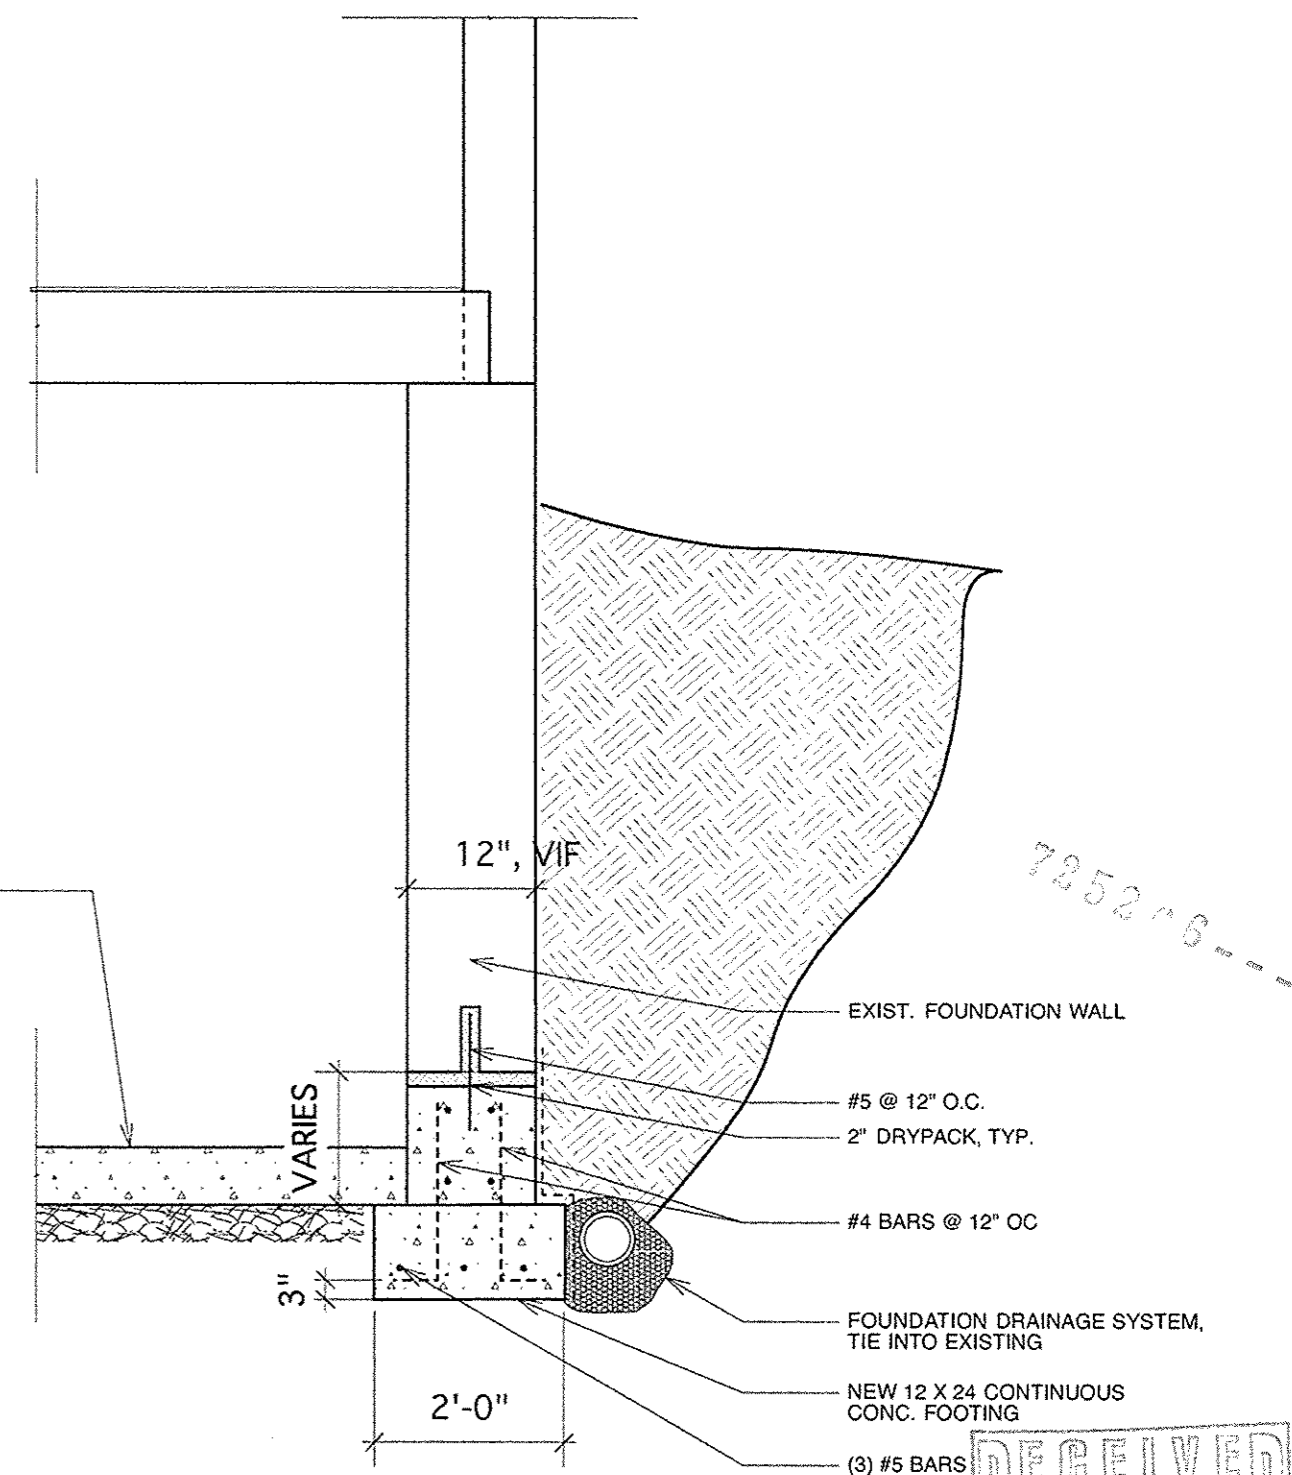 12", VIF
EXIST. FOUNDATION WALL
#5 @ 12" O.C.
2" DRYPACK, TYP.
VARIES
#4 BARS @ 12" OC
3"
FOUNDATION DRAINAGE SYSTEM,
TIE INTO EXISTING
NEW 12 X 24 CONTINUOUS
CONC. FOOTING
2'-0"
(3) #5 BARS